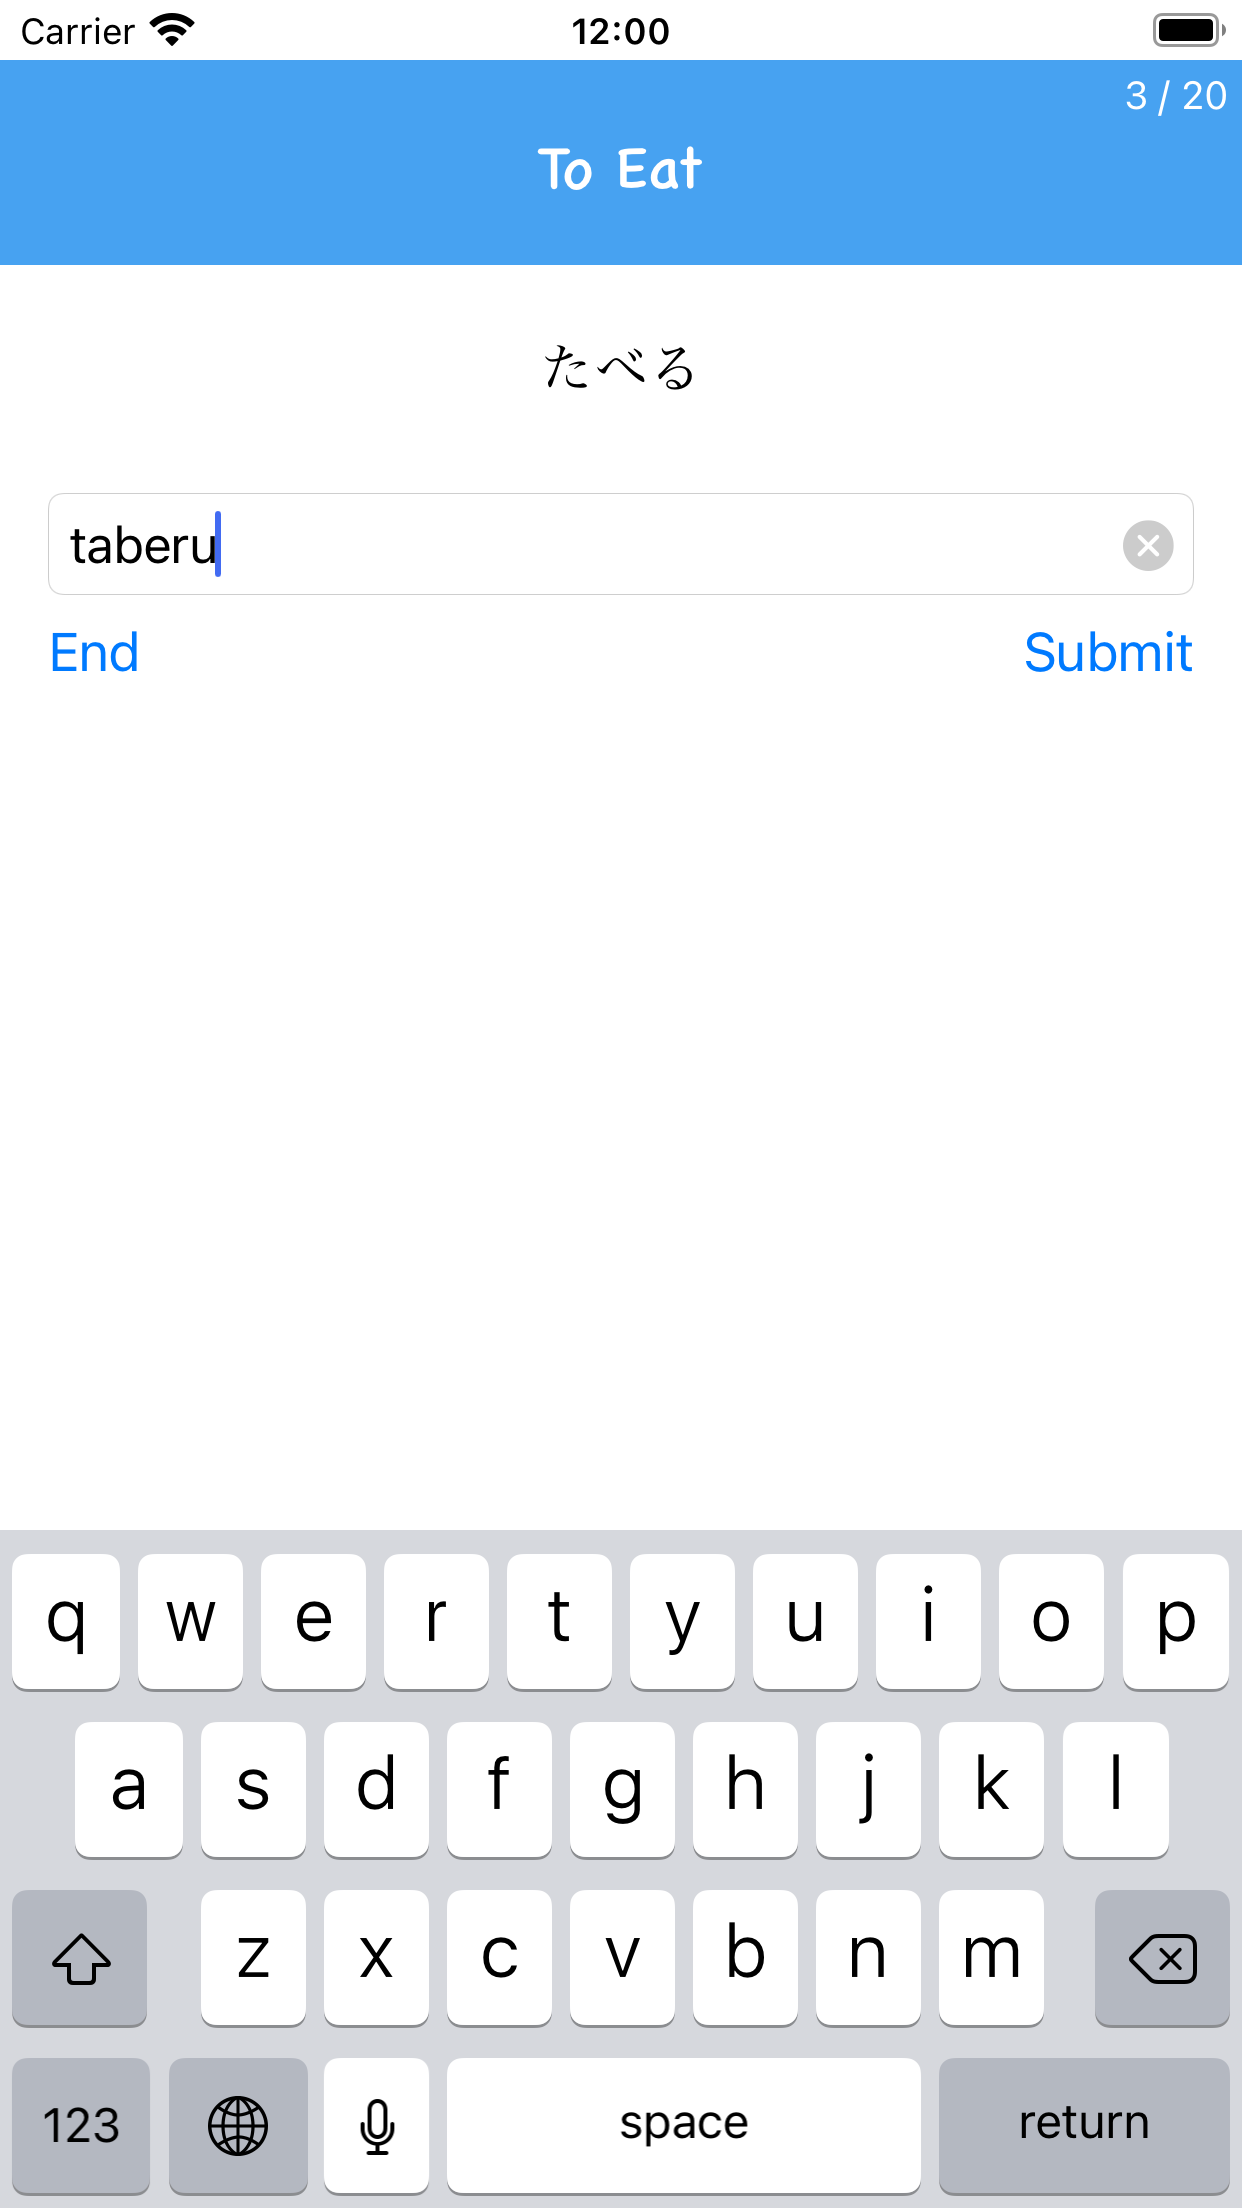 Carrier 12:00
3 / 20
To Eat
たべる
taberu
End Submit
q w e r t y u i o p
a s d f g h j k l
z x c v b n m
123 space return